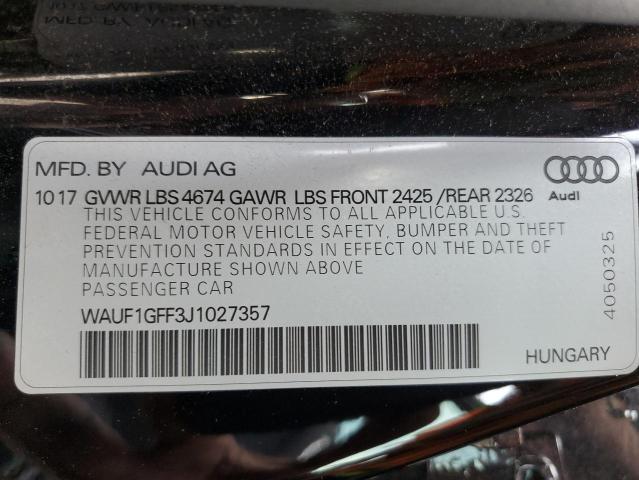 MFD. BY AUDI AG
Audi
10 17 GVWR LBS 4674 GAWR LBS FRONT 2425 /REAR 2326
THIS VEHICLE CONFORMS TO ALL APPLICABLE U.S.
FEDERAL MOTOR VEHICLE SAFETY, BUMPER AND THEFT
PREVENTION STANDARDS IN EFFECT ON THE DATE OF
MANUFACTURE SHOWN ABOVE
PASSENGER CAR
WAUF1GFF3J1027357
4050325
HUNGARY